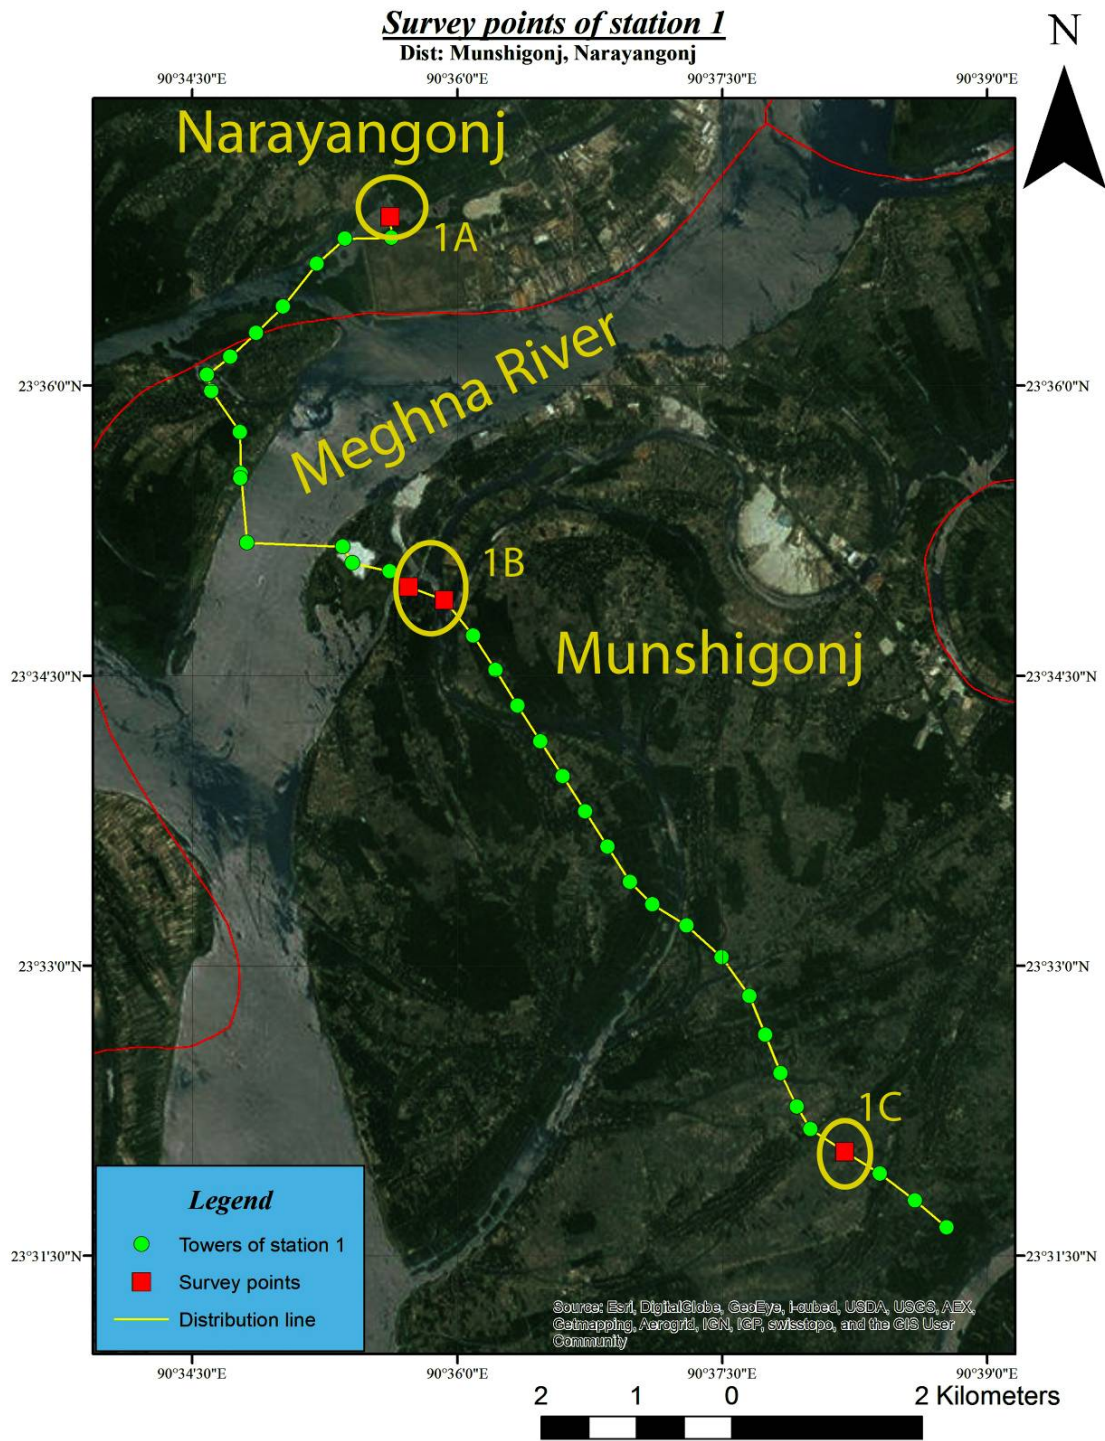 Survey points of station 1
Dist: Munshigonj, Narayangonj
N
90°34'30"E 90°36'0"E 90°37'30"E 90°39'0"E
Narayangonj
1A
Meghna River
23°36'0"N 23°36'0"N
1B
Munshigonj
23°34'30"N 23°34'30"N
23°33'0"N 23°33'0"N
1C
Legend
Towers of station 1
Survey points
Distribution line
23°31'30"N 23°31'30"N
Source: Esri, DigitalGlobe, GeoEye, i-cubed, USDA, USGS, AEX,
Getmapping, Aerogrid, IGN, IGP, swisstopo, and the GIS User
Community
90°34'30"E 90°36'0"E 90°37'30"E 90°39'0"E
2 1 0 2 Kilometers